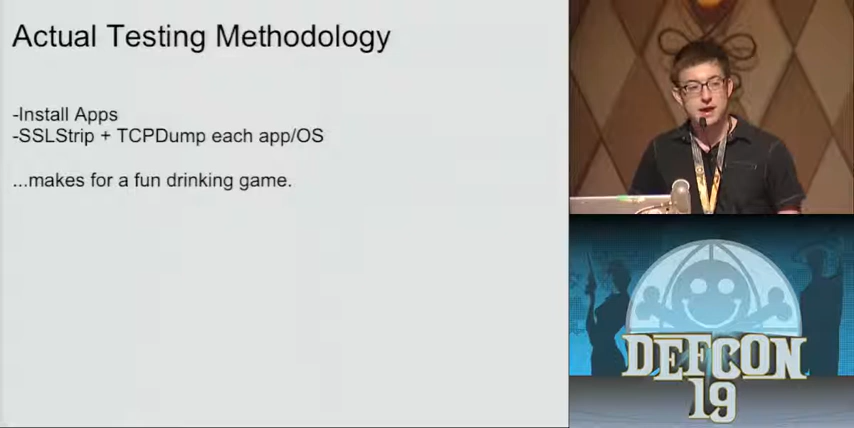 Actual Testing Methodology
-Install Apps
-SSLStrip + TCPDump each app/OS
...makes for a fun drinking game.
DEFCON
19